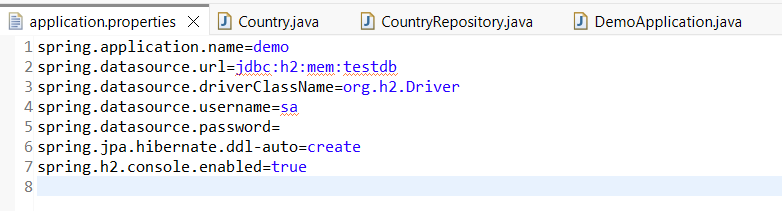 application.properties Country.java CountryRepository.java DemoApplication.java
1 spring.application.name=demo
2 spring.datasource.url=jdbc:h2:mem:testdb
3 spring.datasource.driverClassName=org.h2.Driver
4 spring.datasource.username=sa
5 spring.datasource.password=
6 spring.jpa.hibernate.ddl-auto=create
7 spring.h2.console.enabled=true
8